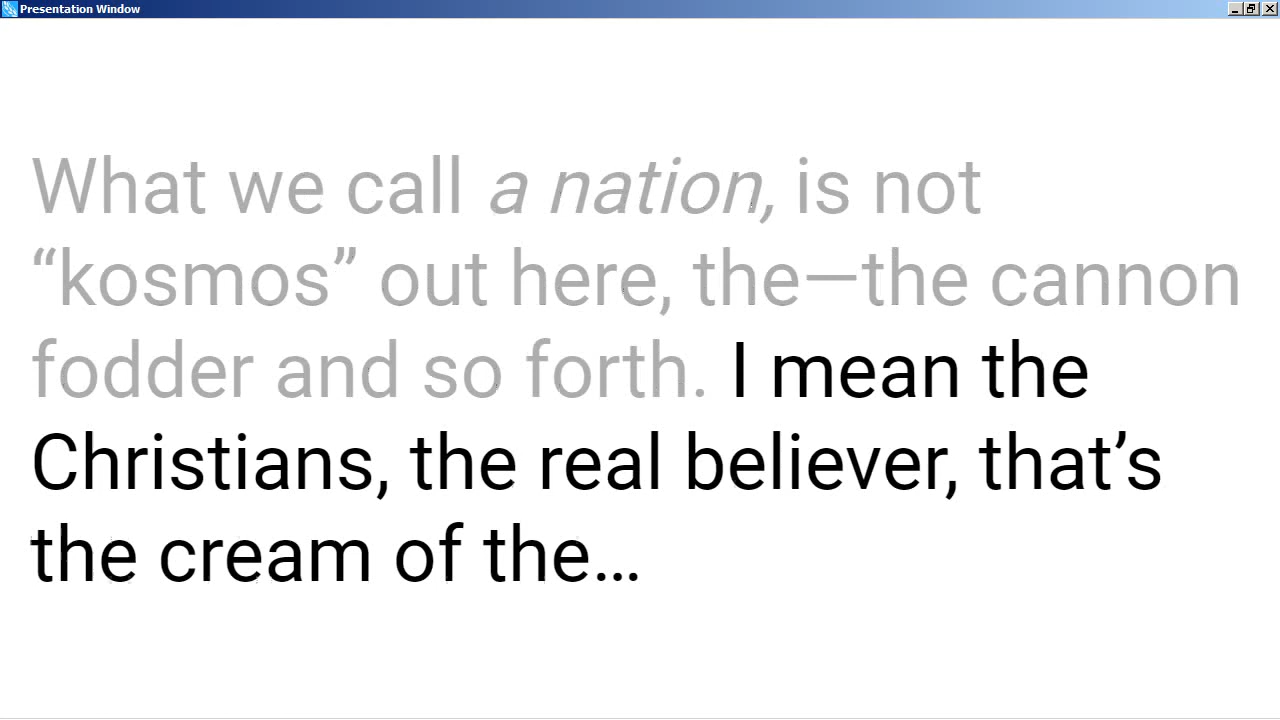 Presentation Window
What we call a nation, is not
“kosmos” out here, the—the cannon
fodder and so forth. I mean the
Christians, the real believer, that’s
the cream of the…